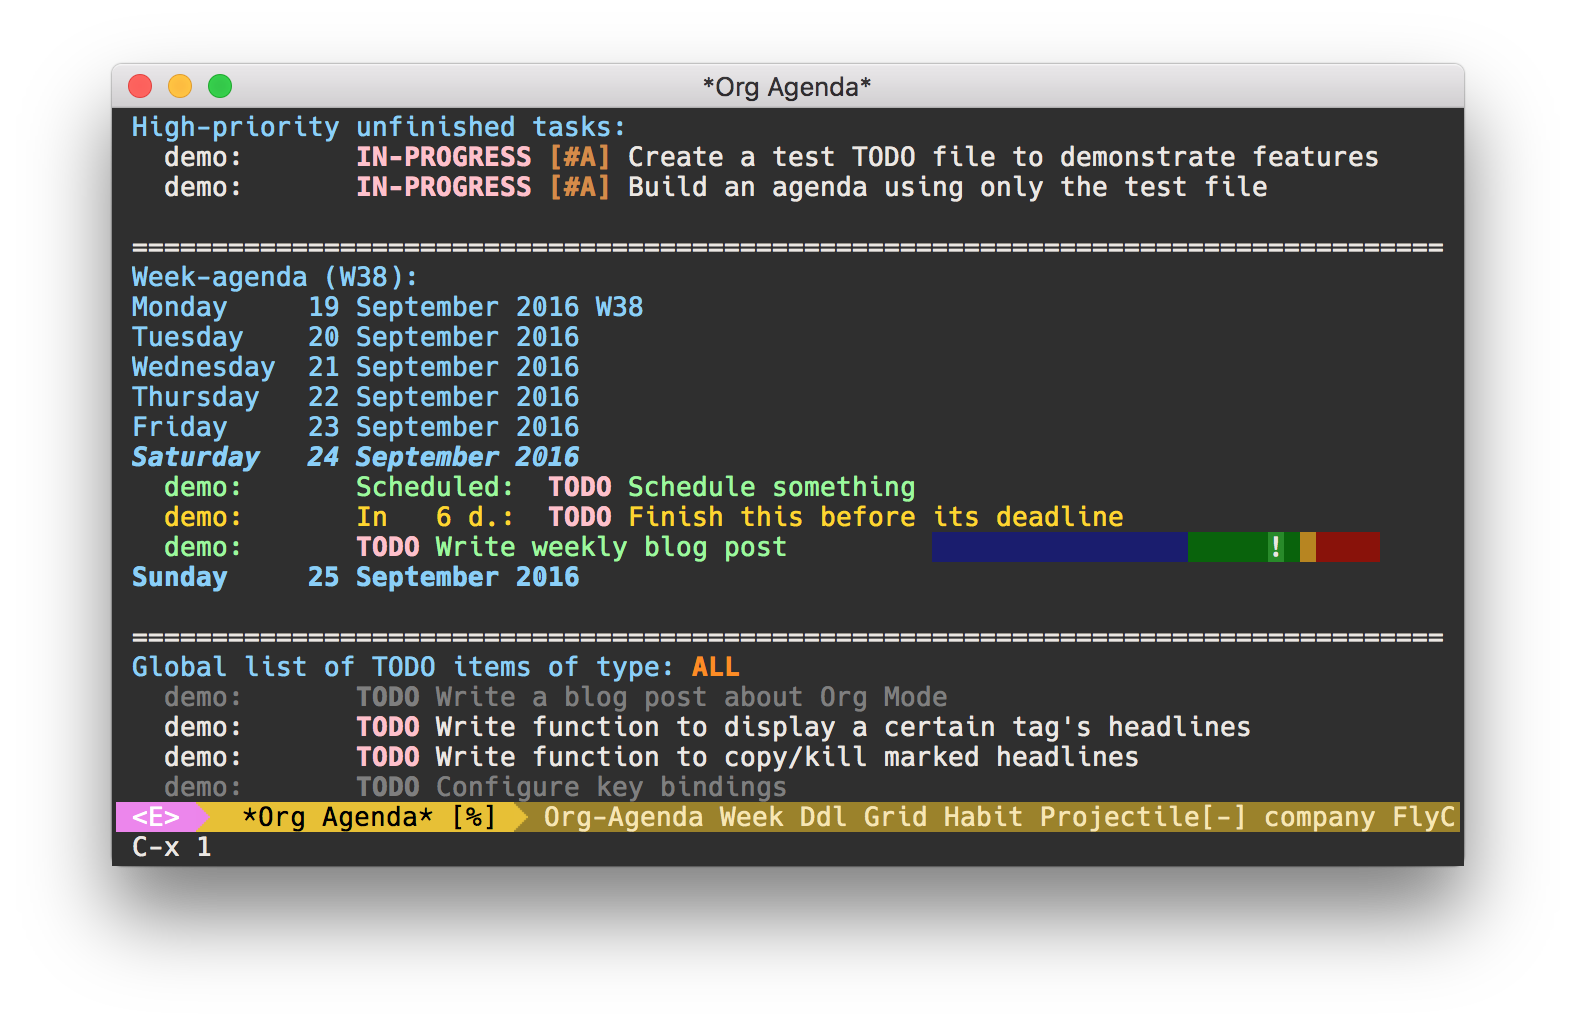 *Org Agenda*
High-priority unfinished tasks:
  demo:       IN-PROGRESS [#A] Create a test TODO file to demonstrate features
  demo:       IN-PROGRESS [#A] Build an agenda using only the test file
==================================================================================
Week-agenda (W38):
Monday     19 September 2016 W38
Tuesday    20 September 2016
Wednesday  21 September 2016
Thursday   22 September 2016
Friday     23 September 2016
Saturday   24 September 2016
  demo:       Scheduled:  TODO Schedule something
  demo:       In   6 d.:  TODO Finish this before its deadline
  demo:       TODO Write weekly blog post         !
Sunday     25 September 2016
==================================================================================
Global list of TODO items of type: ALL
  demo:       TODO Write a blog post about Org Mode
  demo:       TODO Write function to display a certain tag's headlines
  demo:       TODO Write function to copy/kill marked headlines
  demo:       TODO Configure key bindings
<E>    *Org Agenda* [%]   Org-Agenda Week Ddl Grid Habit Projectile[-] company FlyC
C-x 1